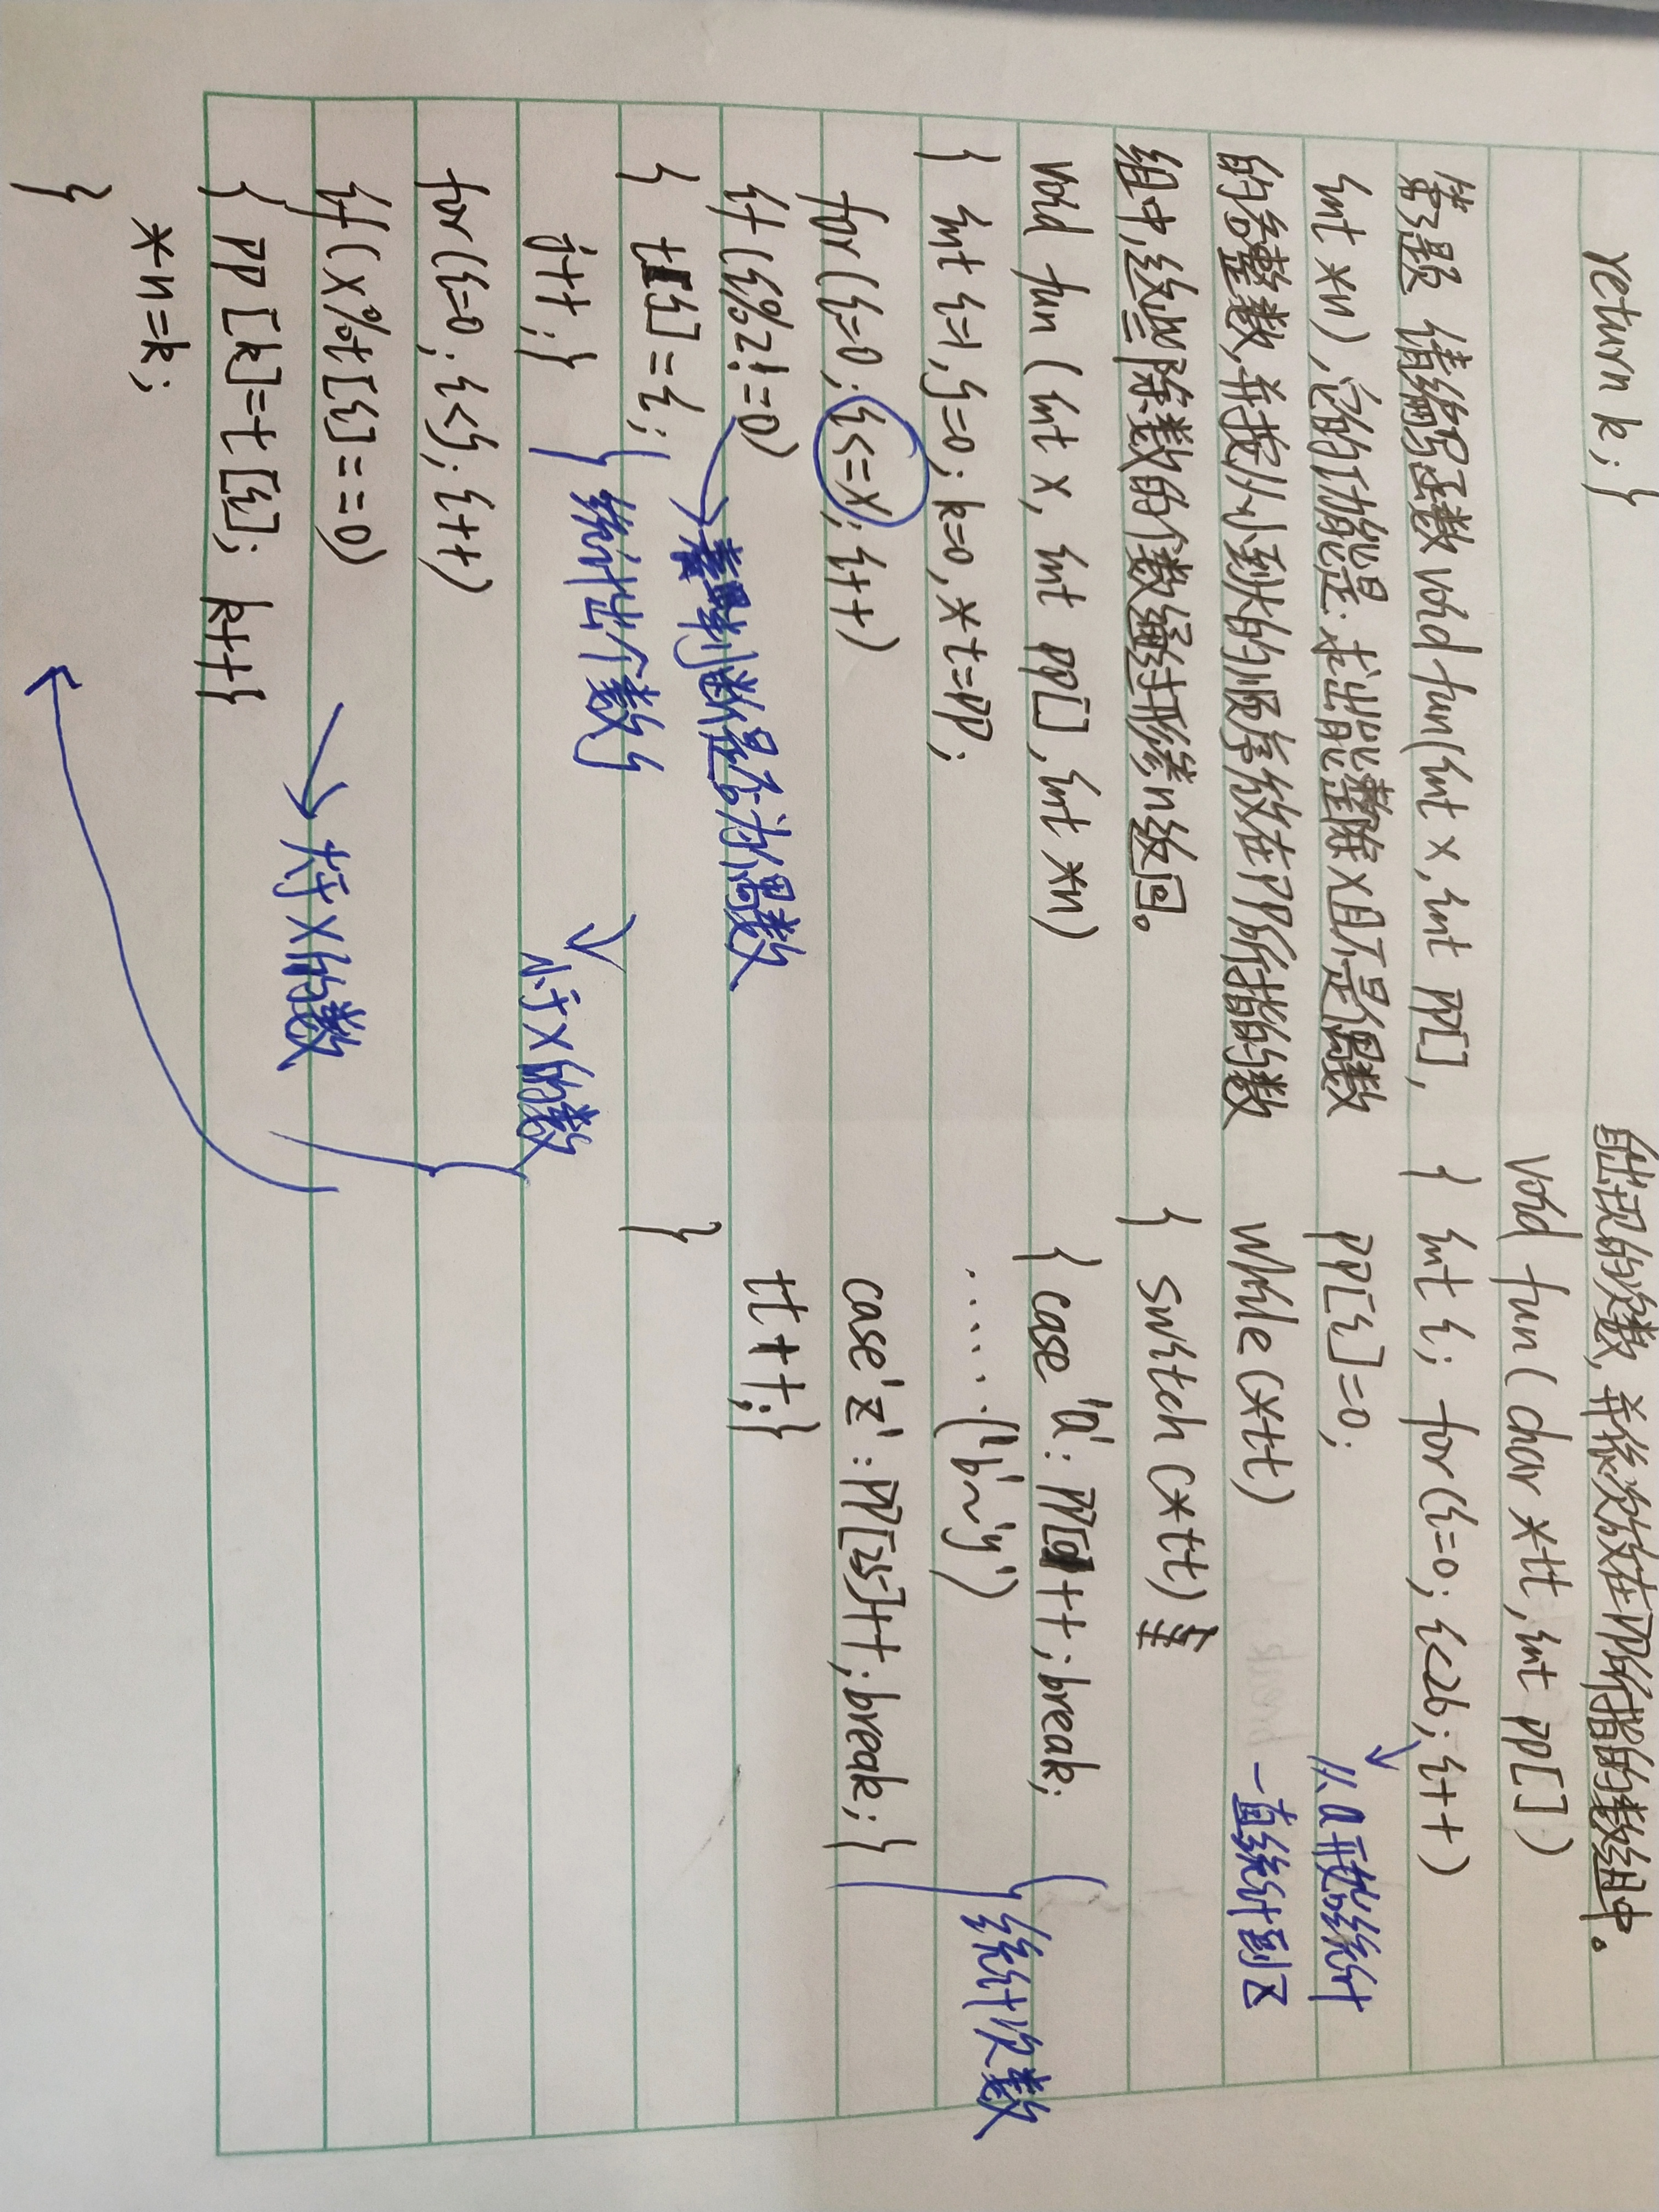 return k; }
第3题 请编写函数 void fun(int x, int pp[],
int *n),它的功能是:求出能整除x且不是偶数
的各整数,并按从小到大的顺序放在PP所指的数
组中,这些除数的个数通过形参n返回。
void fun (int x, int pp[], int *n)
{ int i=1, j=0; k=0, *t=pp;
for (i=0; i<=x; i++)
if (i%2!=0)
→判断是否为偶数
{ t[j]=i;
j++; }
统计出个数j
for (i=0; i<j; i++)
→小于x的数
if (x%t[i]==0)
{ pp[k]=t[i]; k++}
→大于x的数
*n=k;
}
母出现的次数,并依次放在PP所指的数组中。
void fun (char *tt, int pp[])
{ int i; for (i=0; i<26; i++)
pp[i]=0;
//从a开始统计
一直统计到Z
while (*tt)
{ switch (*tt)
{ case 'a': PP[0]++; break;
.....('b'~'y')
case 'z': PP[25]++; break; }
统计次数
tt++; }
}